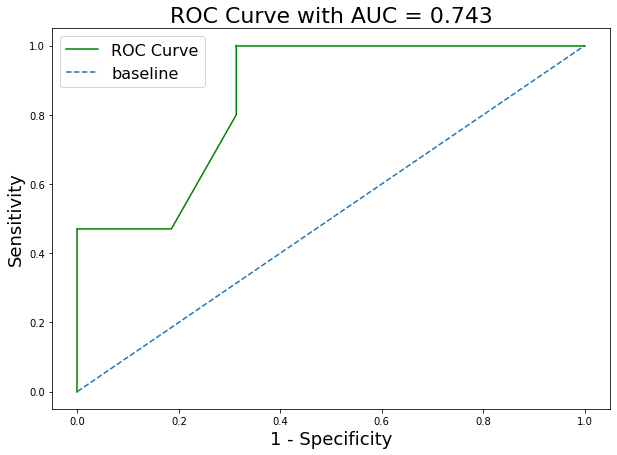 ROC Curve with AUC = 0.743
ROC Curve
baseline
Sensitivity
1.0
0.8
0.6
0.4
0.2
0.0
0.0 0.2 0.4 0.6 0.8 1.0
1 - Specificity